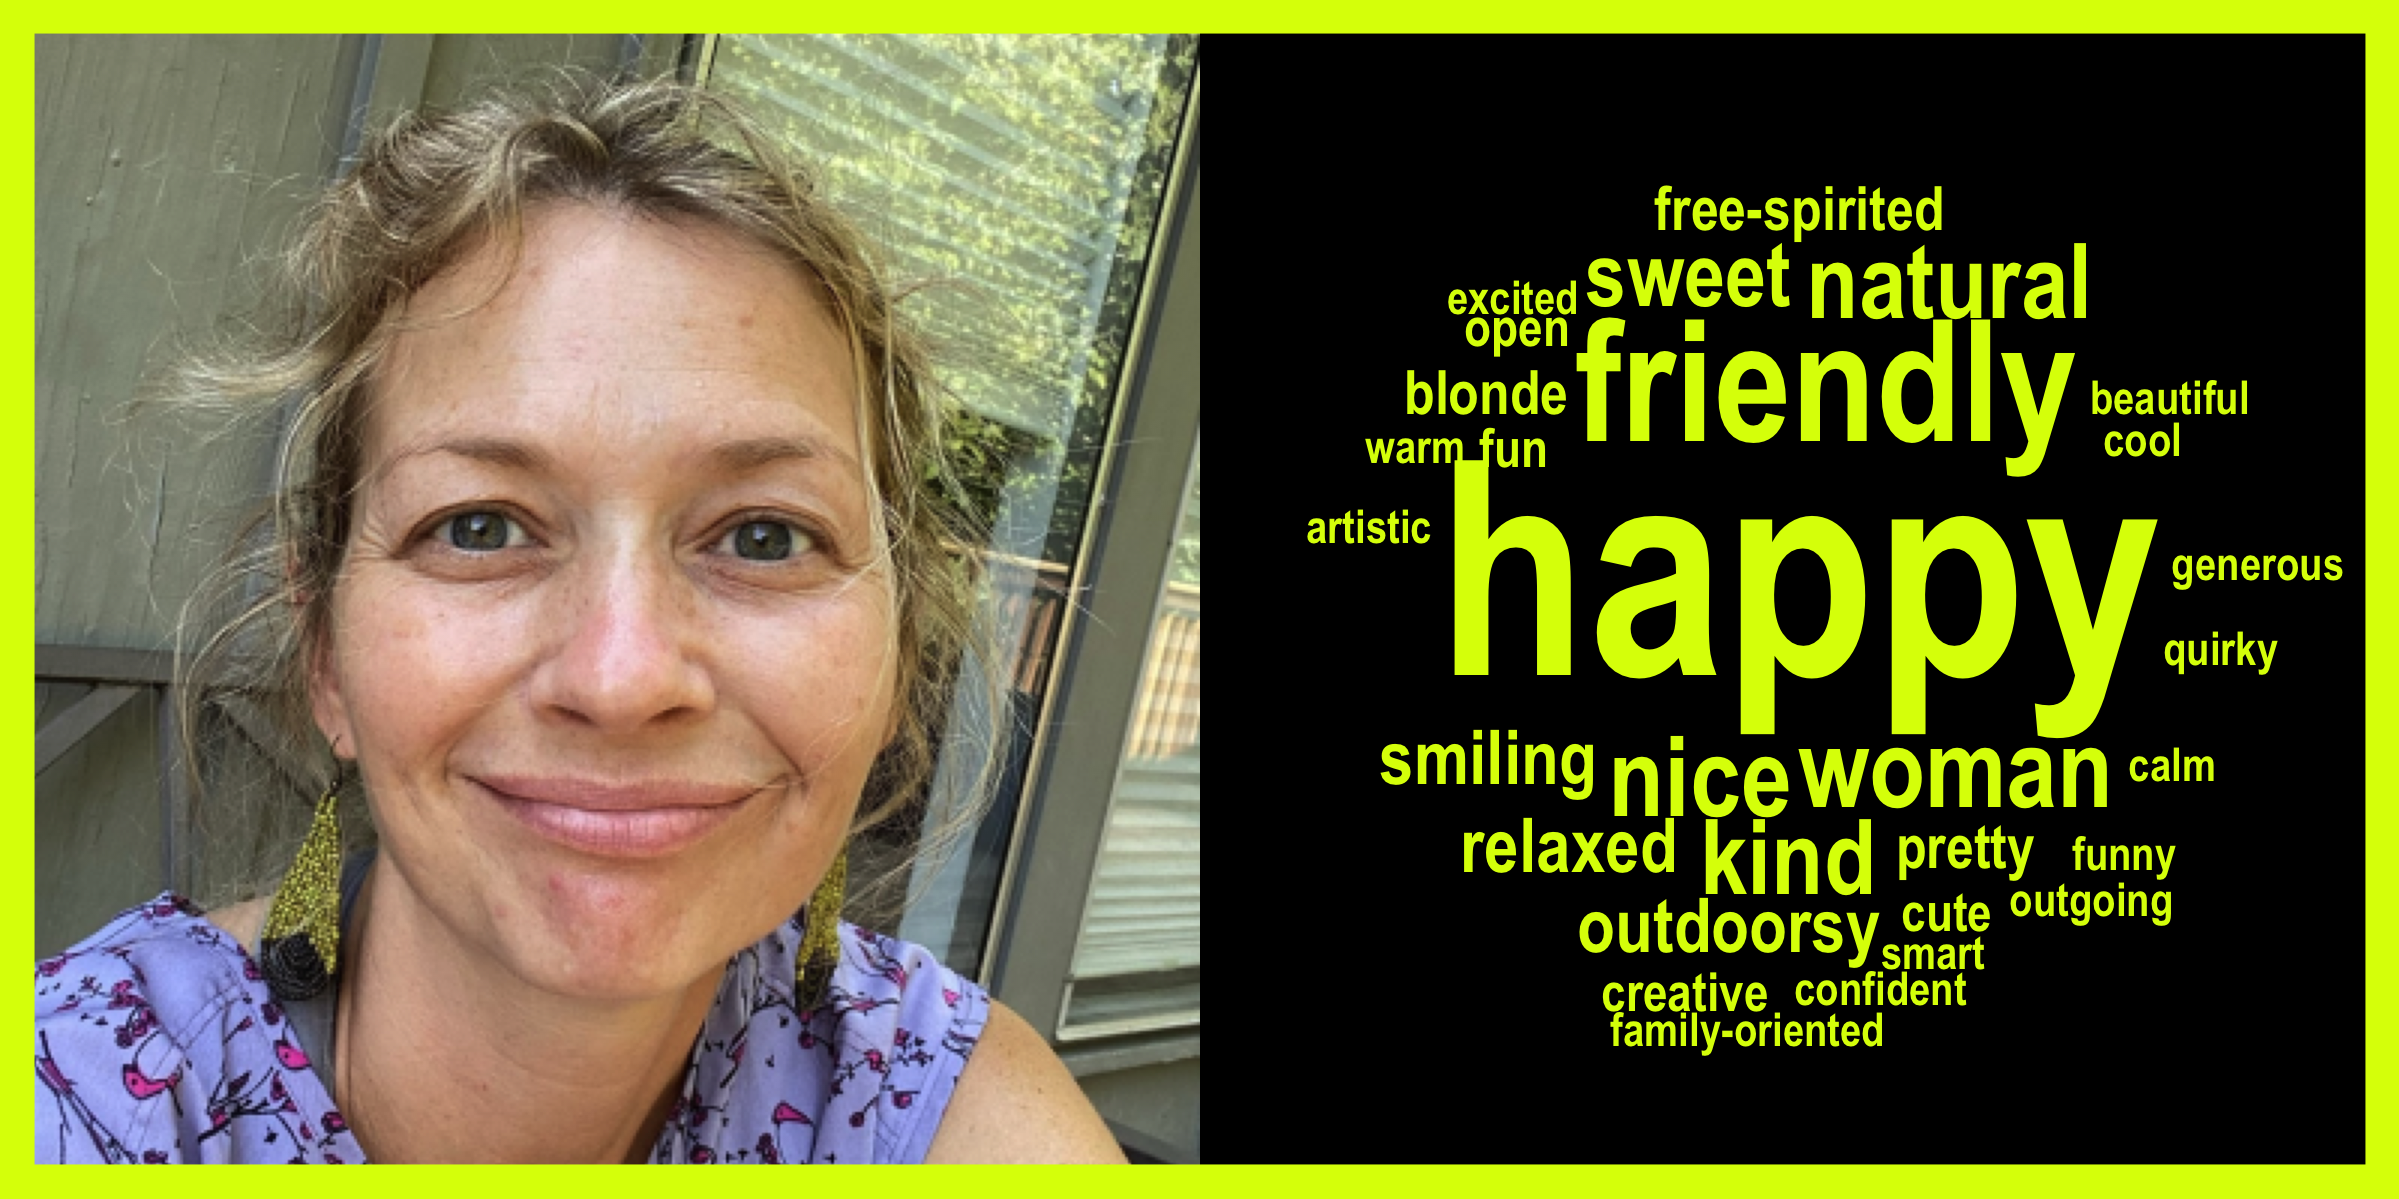 free-spirited
sweet natural
excited
open
friendly
blonde
beautiful
warm fun
cool
artistic
happy
generous
quirky
smiling nice woman calm
relaxed kind pretty funny
outdoorsy cute outgoing
smart
creative confident
family-oriented